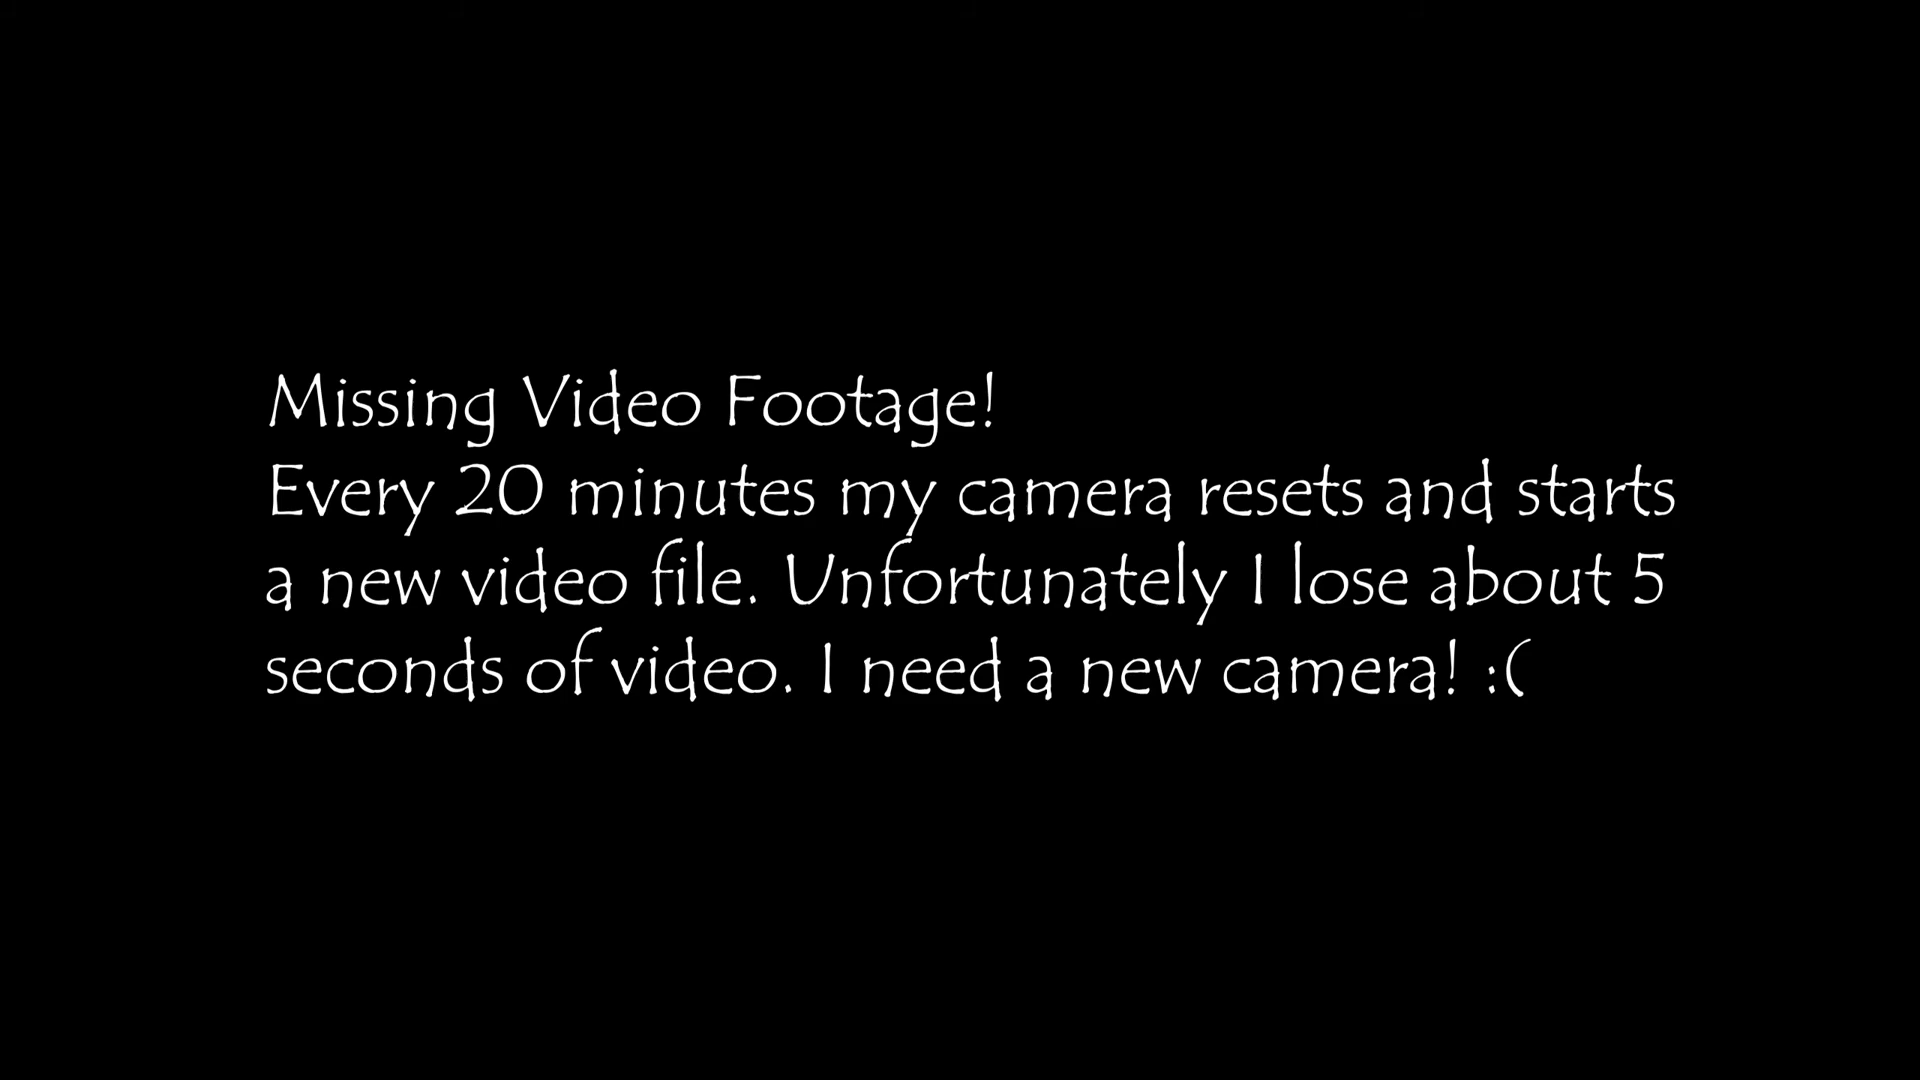 Missing Video Footage!
Every 20 minutes my camera resets and starts
a new video file. Unfortunately I lose about 5
seconds of video. I need a new camera! :(